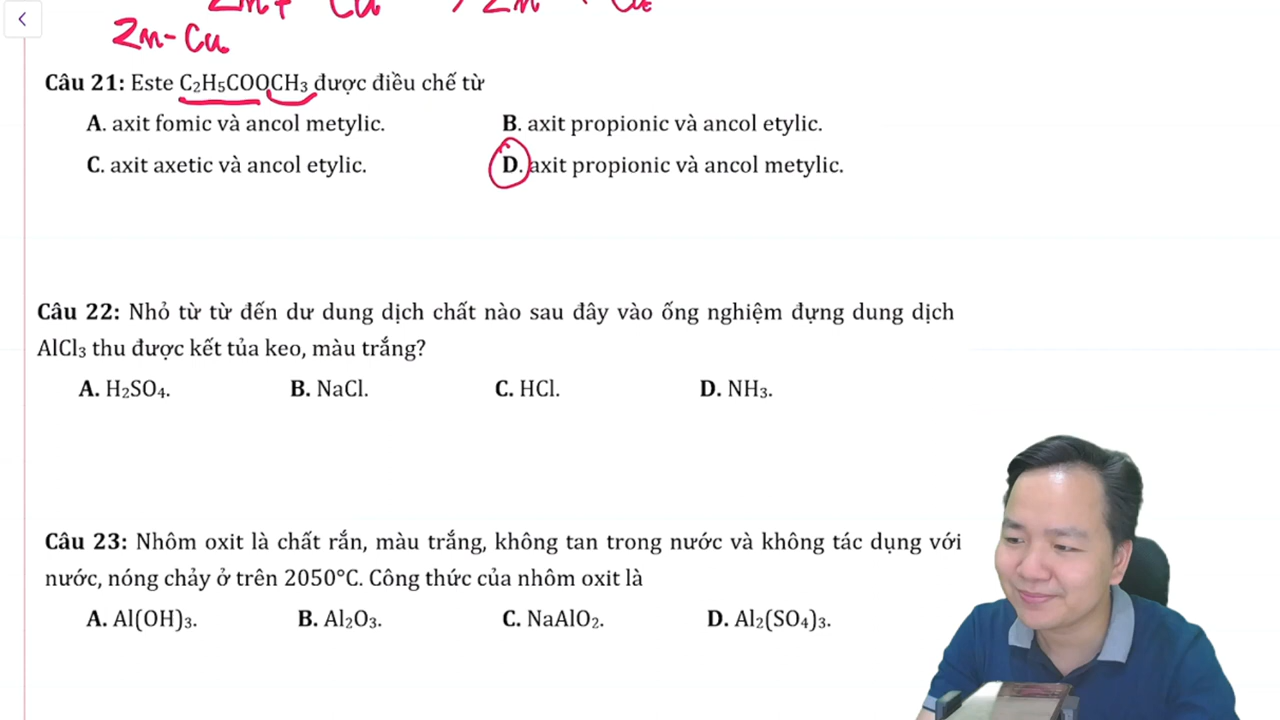 Zn - Cu
Câu 21: Este C₂H₅COOCH₃ được điều chế từ
A. axit fomic và ancol metylic.
B. axit propionic và ancol etylic.
C. axit axetic và ancol etylic.
D. axit propionic và ancol metylic.
Câu 22: Nhỏ từ từ đến dư dung dịch chất nào sau đây vào ống nghiệm đựng dung dịch
AlCl₃ thu được kết tủa keo, màu trắng?
A. H₂SO₄.
B. NaCl.
C. HCl.
D. NH₃.
Câu 23: Nhôm oxit là chất rắn, màu trắng, không tan trong nước và không tác dụng với
nước, nóng chảy ở trên 2050°C. Công thức của nhôm oxit là
A. Al(OH)₃.
B. Al₂O₃.
C. NaAlO₂.
D. Al₂(SO₄)₃.